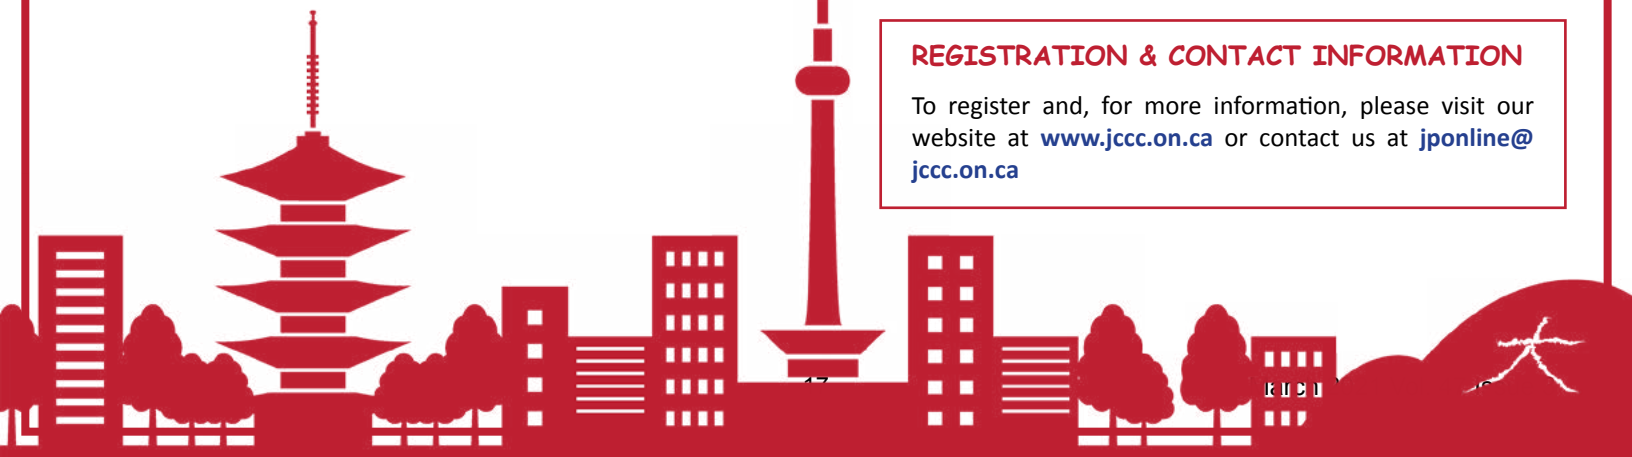 REGISTRATION & CONTACT INFORMATION
To register and, for more information, please visit our
website at www.jccc.on.ca or contact us at jponline@
jccc.on.ca
大